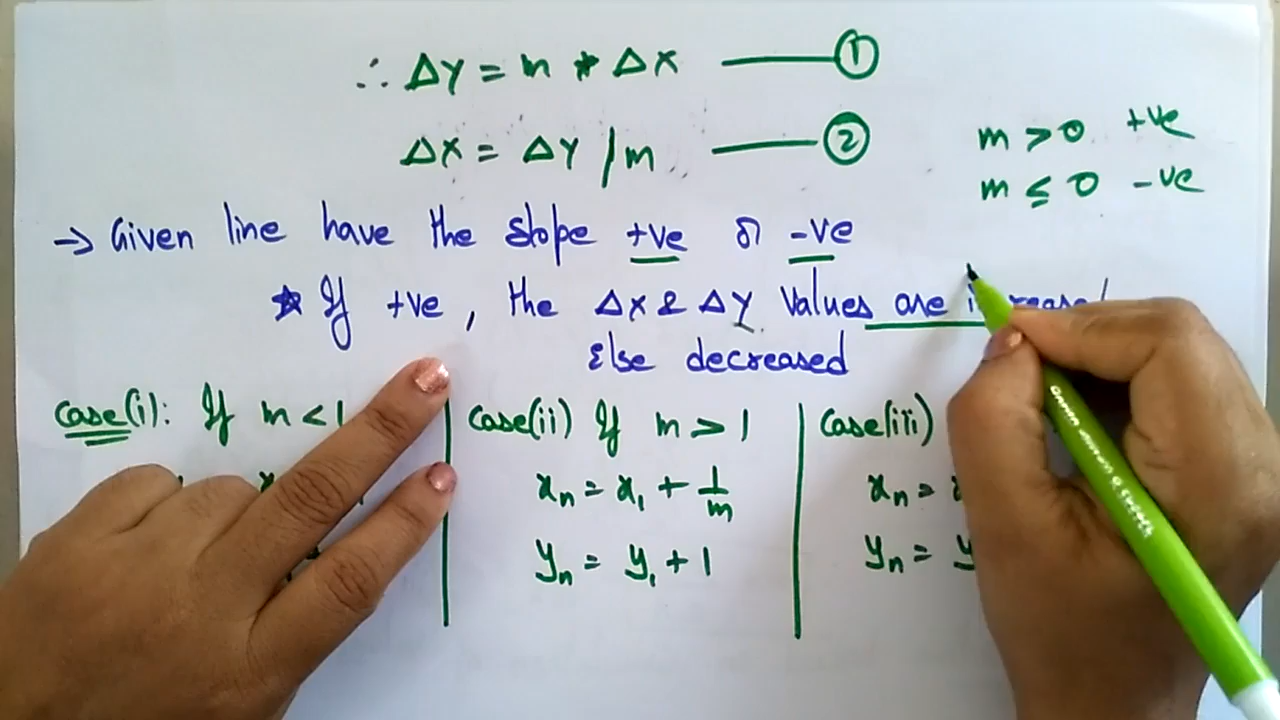 ∴ ΔY = m * ΔX ——— ①
ΔX = ΔY / m ——— ②
m > 0 +ve
m ≤ 0 -ve
→ Given line have the slope +ve or -ve
☆ If +ve, the ΔX & ΔY values are increased
else decreased
Case(i): If m < 1
Case(ii) If m > 1
xₙ = x₁ + 1/m
yₙ = y₁ + 1
Case(iii)
xₙ =
yₙ = y